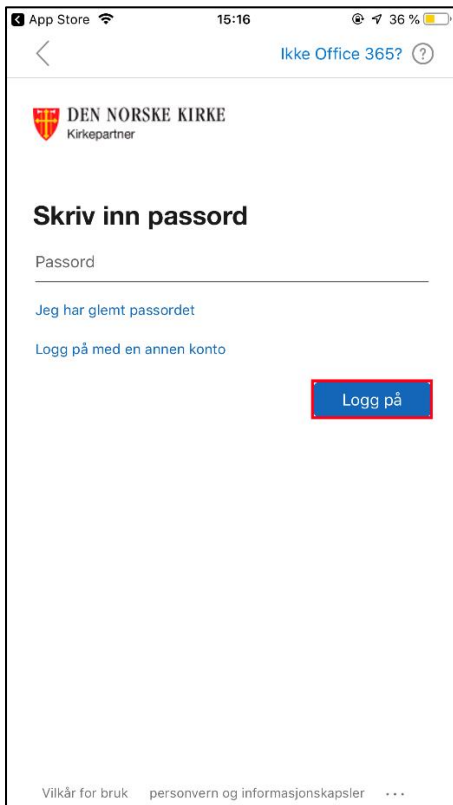 App Store 15:16 36 %
Ikke Office 365? ?
DEN NORSKE KIRKE
Kirkepartner
Skriv inn passord
Passord
Jeg har glemt passordet
Logg på med en annen konto
Logg på
Vilkår for bruk personvern og informasjonskapsler ...